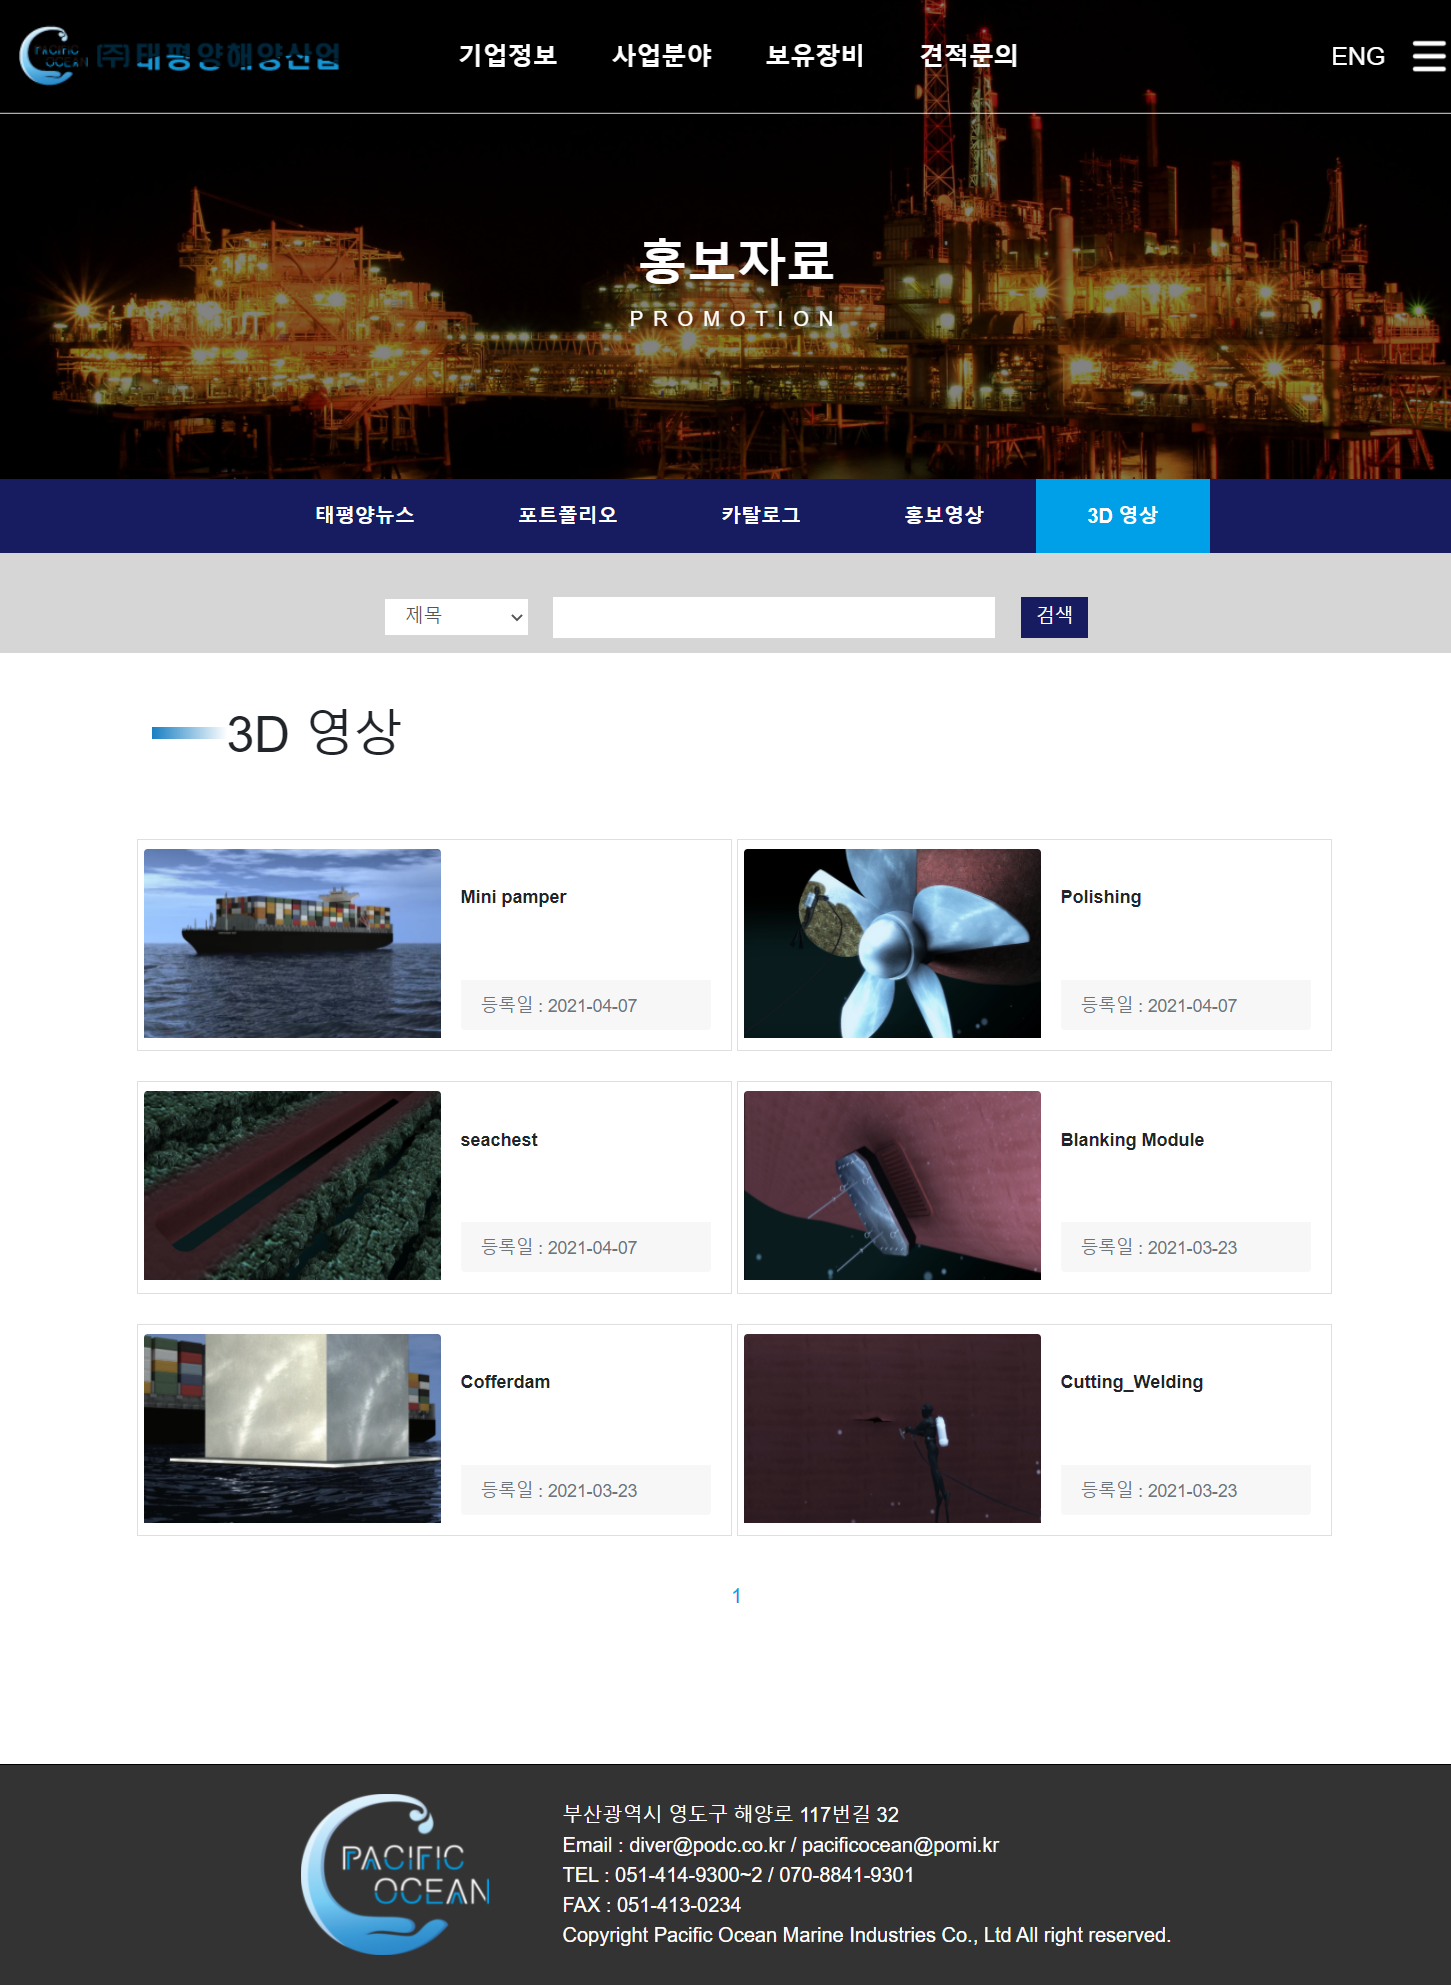 PACIFIC
OCEAN
(주)태평양해양산업
기업정보 사업분야 보유장비 견적문의
ENG
홍보자료
PROMOTION
태평양뉴스 포트폴리오 카탈로그 홍보영상 3D 영상
제목 검색
3D 영상
Mini pamper
등록일 : 2021-04-07
Polishing
등록일 : 2021-04-07
seachest
등록일 : 2021-04-07
Blanking Module
등록일 : 2021-03-23
Cofferdam
등록일 : 2021-03-23
Cutting_Welding
등록일 : 2021-03-23
1
PACIFIC
OCEAN
부산광역시 영도구 해양로 117번길 32
Email : diver@podc.co.kr / pacificocean@pomi.kr
TEL : 051-414-9300~2 / 070-8841-9301
FAX : 051-413-0234
Copyright Pacific Ocean Marine Industries Co., Ltd All right reserved.